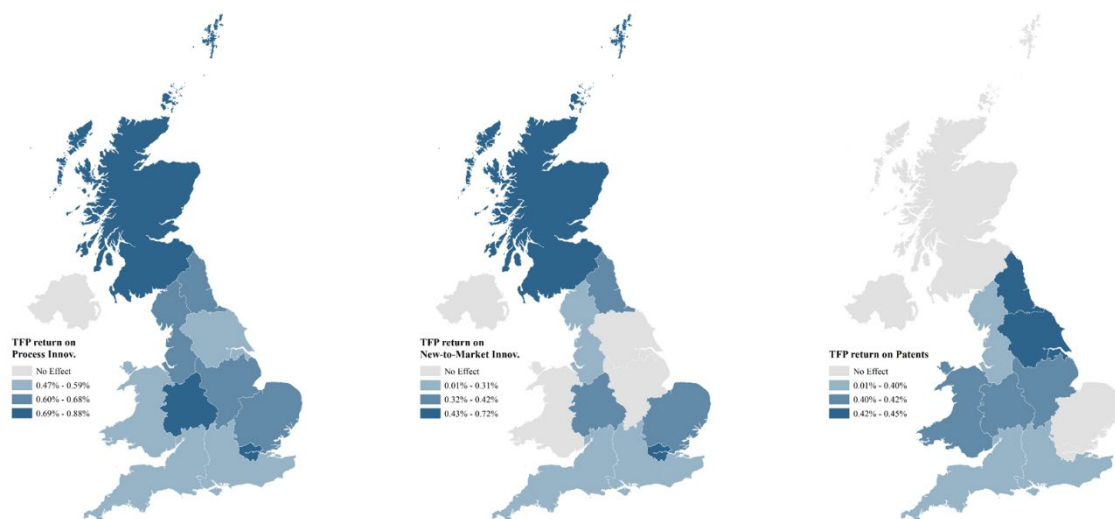 TFP return on
Process Innov.
No Effect
0.47% - 0.59%
0.60% - 0.68%
0.69% - 0.88%
TFP return on
New-to-Market Innov.
No Effect
0.01% - 0.31%
0.32% - 0.42%
0.43% - 0.72%
TFP return on Patents
No Effect
0.01% - 0.40%
0.40% - 0.42%
0.42% - 0.45%